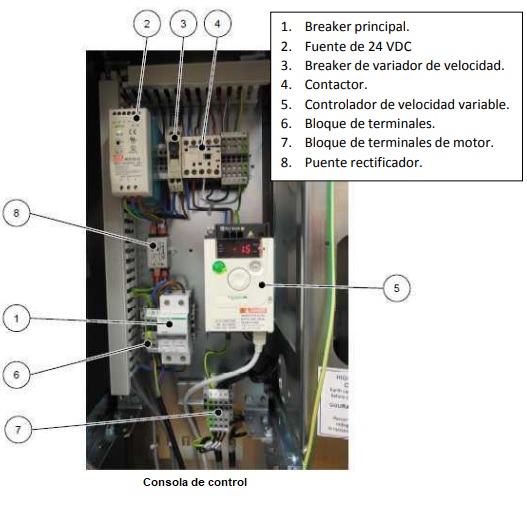 1. Breaker principal.
2. Fuente de 24 VDC
3. Breaker de variador de velocidad.
4. Contactor.
5. Controlador de velocidad variable.
6. Bloque de terminales.
7. Bloque de terminales de motor.
8. Puente rectificador.
2
3
4
8
1
6
7
5
Consola de control